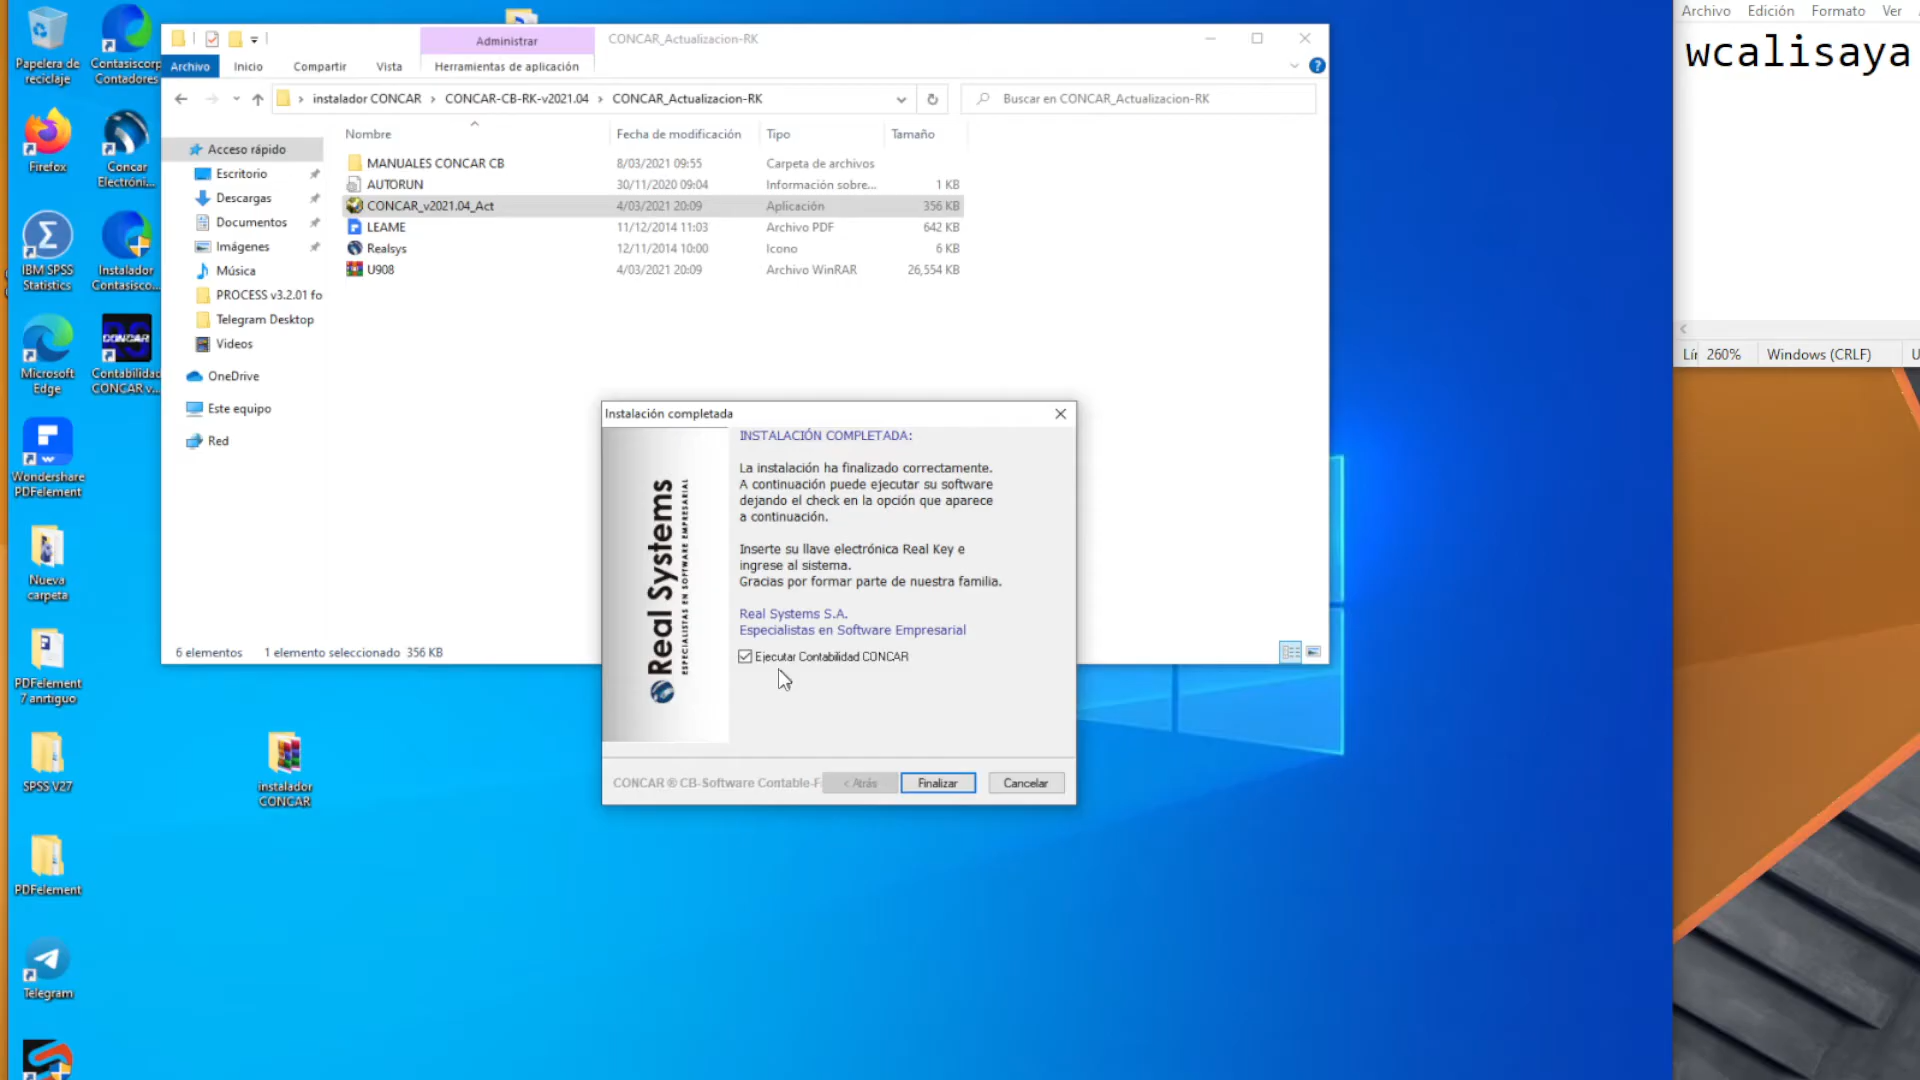 Papelera de
reciclaje
Contasiscorp
Contadores
Firefox
Concar
Electróni...
IBM SPSS
Statistics
Instalador
Contasisco...
Microsoft
Edge
CONCAR
Contabilidad
CONCAR v...
Wondershare
PDFelement
Nueva
carpeta
PDFelement
7 anrtiguo
SPSS V27
instalador
CONCAR
PDFelement
Telegram
Administrar
CONCAR_Actualizacion-RK
Archivo
Inicio
Compartir
Vista
Herramientas de aplicación
instalador CONCAR > CONCAR-CB-RK-v2021.04 > CONCAR_Actualizacion-RK
Buscar en CONCAR_Actualizacion-RK
Nombre
Fecha de modificación
Tipo
Tamaño
MANUALES CONCAR CB 8/03/2021 09:55 Carpeta de archivos
AUTORUN 30/11/2020 09:04 Información sobre... 1 KB
CONCAR_v2021.04_Act 4/03/2021 20:09 Aplicación 356 KB
LEAME 11/12/2014 11:03 Archivo PDF 642 KB
Realsys 12/11/2014 10:00 Icono 6 KB
U908 4/03/2021 20:09 Archivo WinRAR 26,554 KB
Acceso rápido
Escritorio
Descargas
Documentos
Imágenes
Música
PROCESS v3.2.01 fo
Telegram Desktop
Videos
OneDrive
Este equipo
Red
6 elementos
1 elemento seleccionado 356 KB
Instalación completada
Real Systems
ESPECIALISTAS EN SOFTWARE EMPRESARIAL
INSTALACIÓN COMPLETADA:
La instalación ha finalizado correctamente.
A continuación puede ejecutar su software
dejando el check en la opción que aparece
a continuación.
Inserte su llave electrónica Real Key e
ingrese al sistema.
Gracias por formar parte de nuestra familia.
Real Systems S.A.
Especialistas en Software Empresarial
Ejecutar Contabilidad CONCAR
CONCAR ® CB-Software Contable-F
< Atrás
Finalizar
Cancelar
Archivo
Edición
Formato
Ver
wcalisaya
Lír
260%
Windows (CRLF)
U